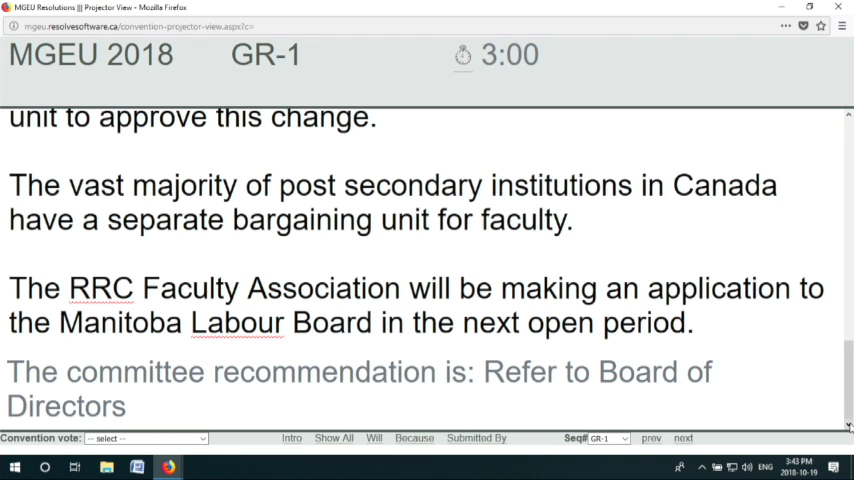 MGEU Resolutions || Projector View - Mozilla Firefox
mgeu.resolvesoftware.ca/convention-projector-view.aspx?c=
MGEU 2018 GR-1 3:00
unit to approve this change.
The vast majority of post secondary institutions in Canada
have a separate bargaining unit for faculty.
The RRC Faculty Association will be making an application to
the Manitoba Labour Board in the next open period.
The committee recommendation is: Refer to Board of
Directors
Convention vote: -- select -- Intro Show All Will Because Submitted By Seq# GR-1 prev next
ENG 3:43 PM
2018-10-19